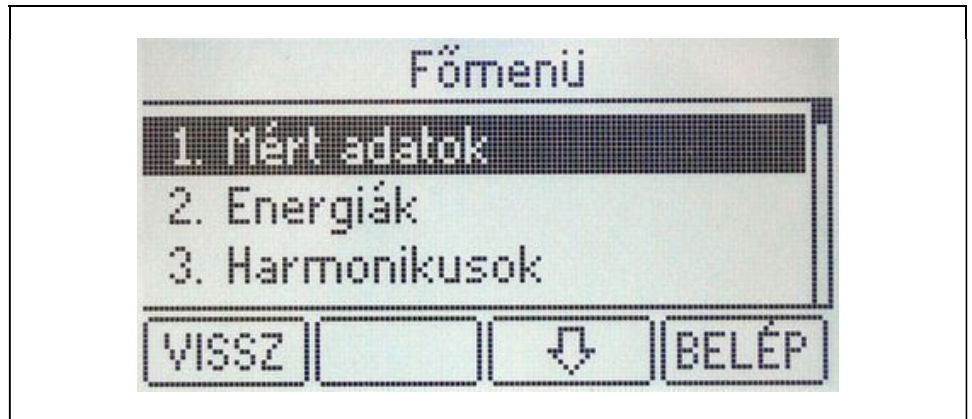 Főmenü
1. Mért adatok
2. Energiák
3. Harmonikusok
VISSZ BELÉP